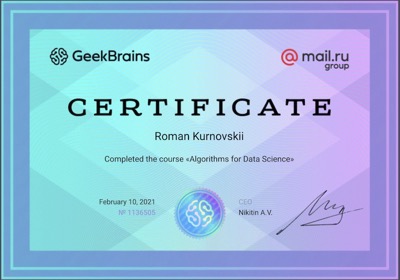 GeekBrains
@mail.ru
group
CERTIFICATE
Roman Kurnovskii
Completed the course «Algorithms for Data Science»
February 10, 2021
№ 1136505
CEO
Nikitin A.V.